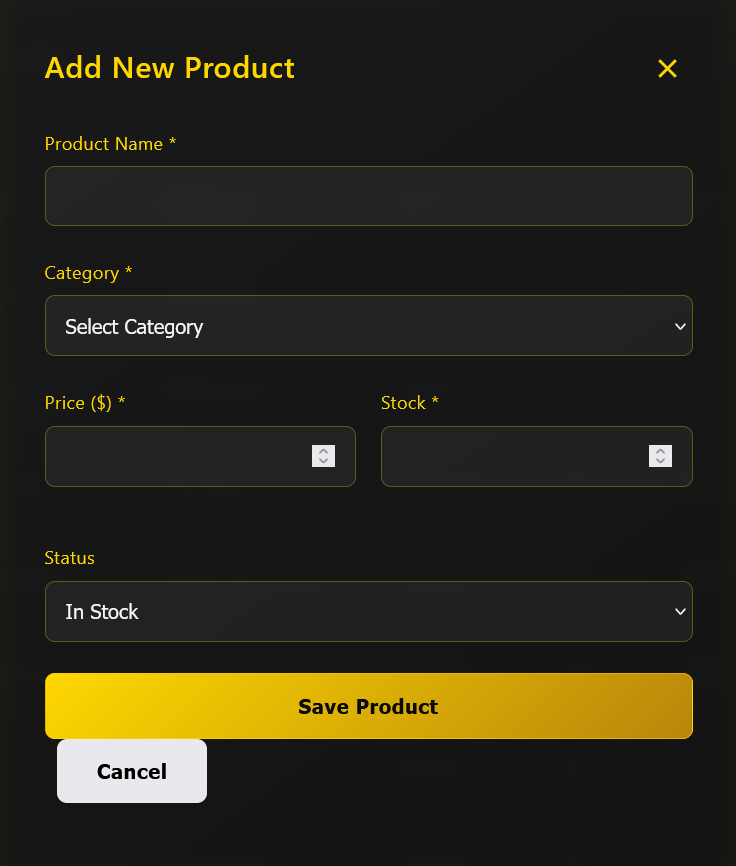 Add New Product
Product Name *
Category *
Select Category
Price ($) * Stock *
Status
In Stock
Save Product
Cancel